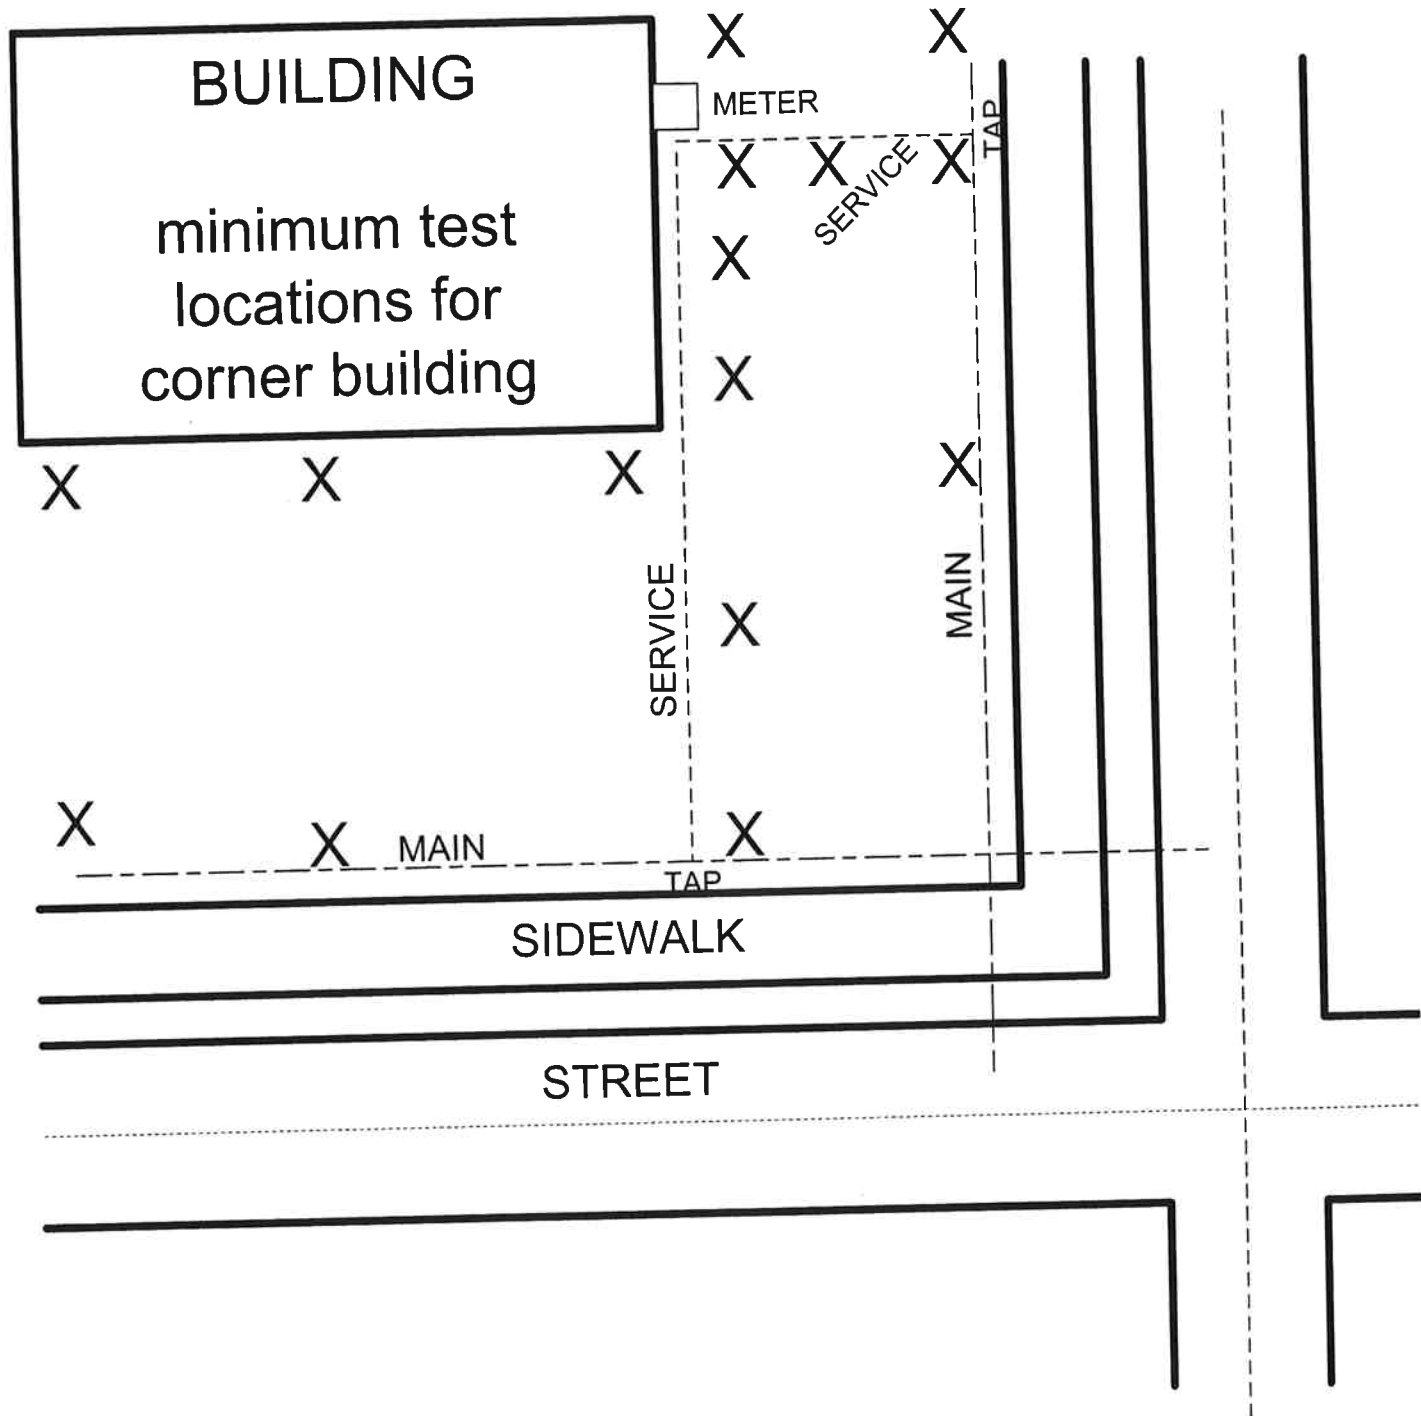 X X
BUILDING
METER
TAP
X X X
SERVICE
minimum test
locations for
corner building
X
X
X
X X X
MAIN
SERVICE
X
X
X
X
MAIN
TAP
SIDEWALK
STREET